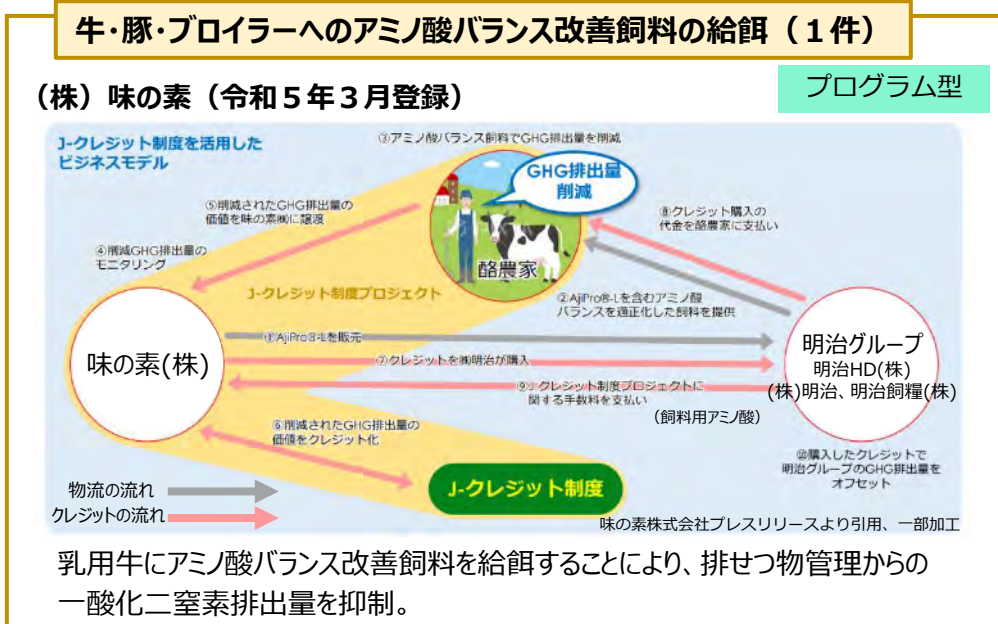 牛・豚・ブロイラーへのアミノ酸バランス改善飼料の給餌（１件）
（株）味の素（令和５年３月登録）
プログラム型
J-クレジット制度を活用した
ビジネスモデル
③アミノ酸バランス飼料でGHG排出量を削減
GHG排出量
削減
⑤削減されたGHG排出量の
価値を味の素㈱に譲渡
⑧クレジット購入の
代金を酪農家に支払い
④削減GHG排出量の
モニタリング
酪農家
J-クレジット制度プロジェクト
②AjiPro®-Lを含むアミノ酸
バランスを適正化した飼料を提供
①AjiPro®-Lを販売
味の素(株)
⑦クレジットを㈱明治が購入
明治グループ
明治HD(株)
(株)明治、明治飼糧(株)
⑨J-クレジット制度プロジェクトに
関する手数料を支払い
(飼料用アミノ酸)
⑥削減されたGHG排出量の
価値をクレジット化
⑩購入したクレジットで
明治グループのGHG排出量を
オフセット
J-クレジット制度
物流の流れ
クレジットの流れ
味の素株式会社プレスリリースより引用、一部加工
乳用牛にアミノ酸バランス改善飼料を給餌することにより、排せつ物管理からの
一酸化二窒素排出量を抑制。